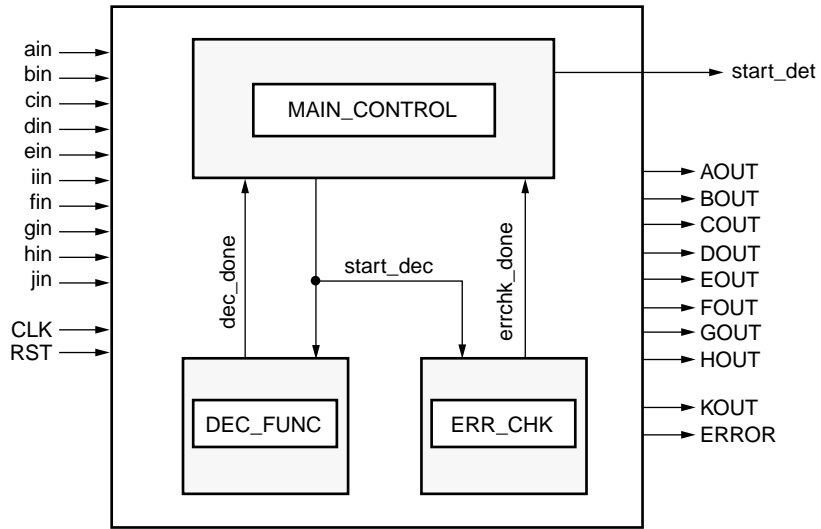 ain
bin
cin
din
ein
iin
fin
gin
hin
jin
CLK
RST
MAIN_CONTROL
dec_done
start_dec
errchk_done
DEC_FUNC
ERR_CHK
start_det
AOUT
BOUT
COUT
DOUT
EOUT
FOUT
GOUT
HOUT
KOUT
ERROR